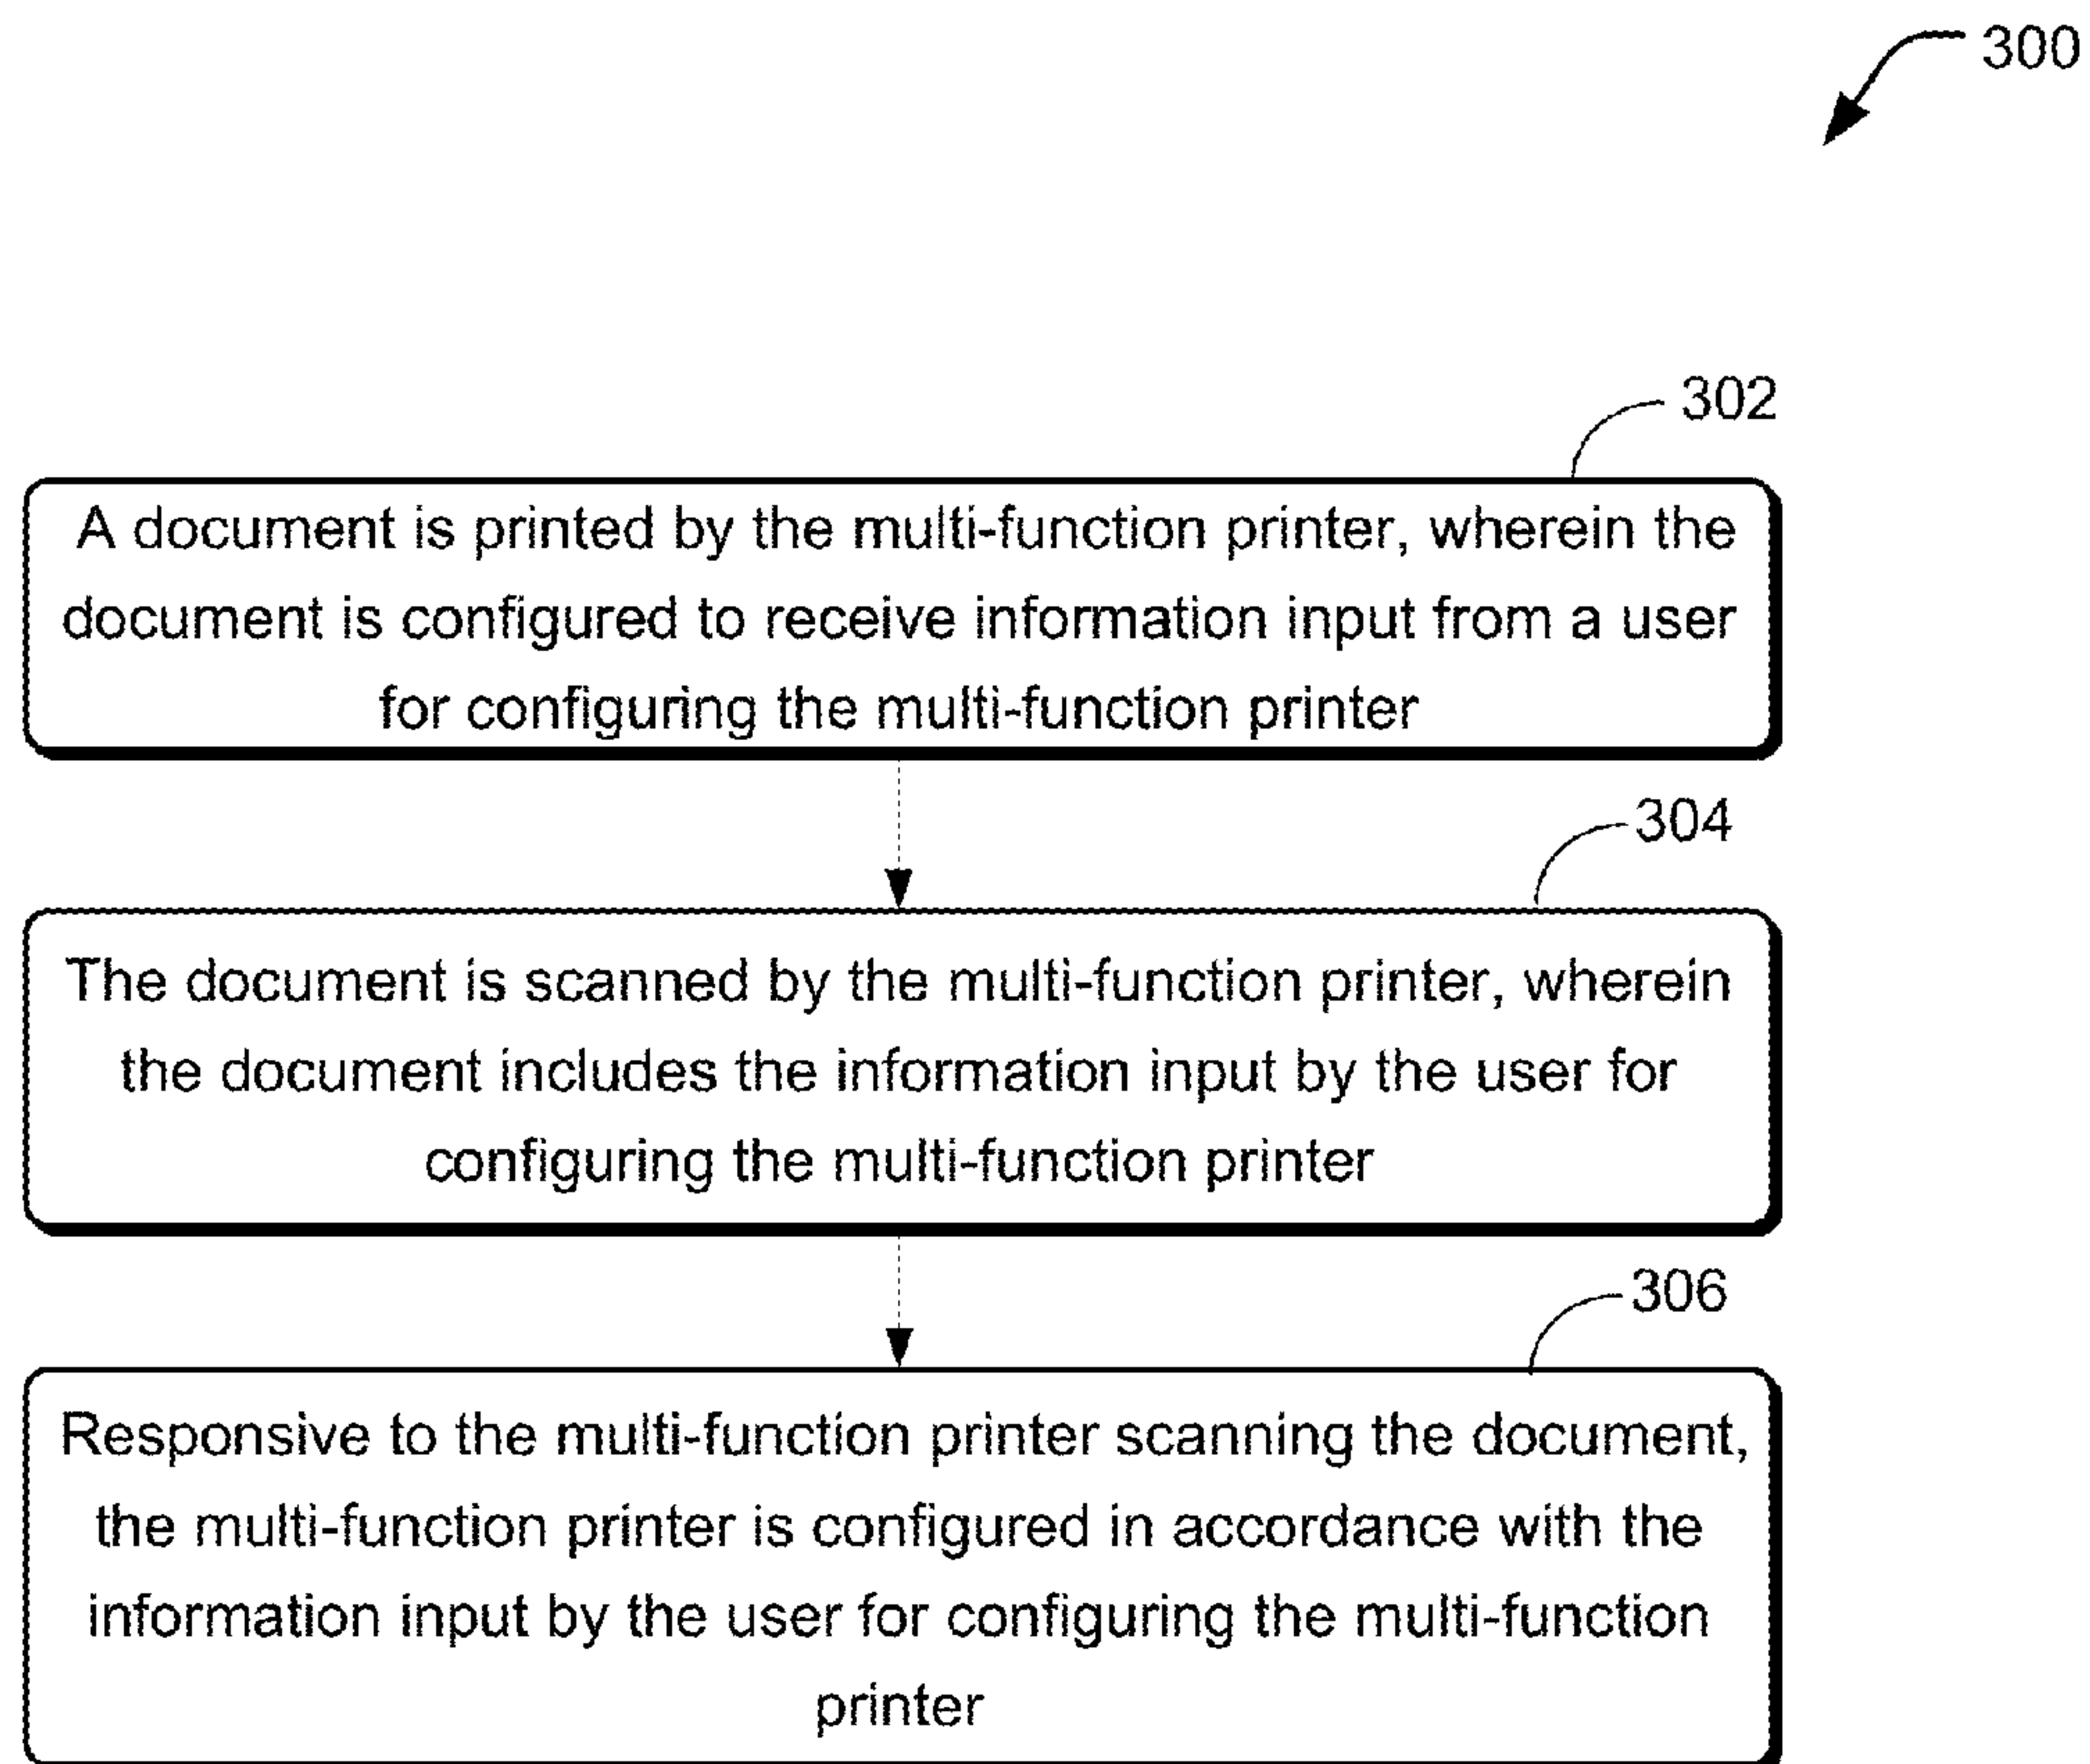 300
302
A document is printed by the multi-function printer, wherein the
document is configured to receive information input from a user
for configuring the multi-function printer
304
The document is scanned by the multi-function printer, wherein
the document includes the information input by the user for
configuring the multi-function printer
306
Responsive to the multi-function printer scanning the document,
the multi-function printer is configured in accordance with the
information input by the user for configuring the multi-function
printer